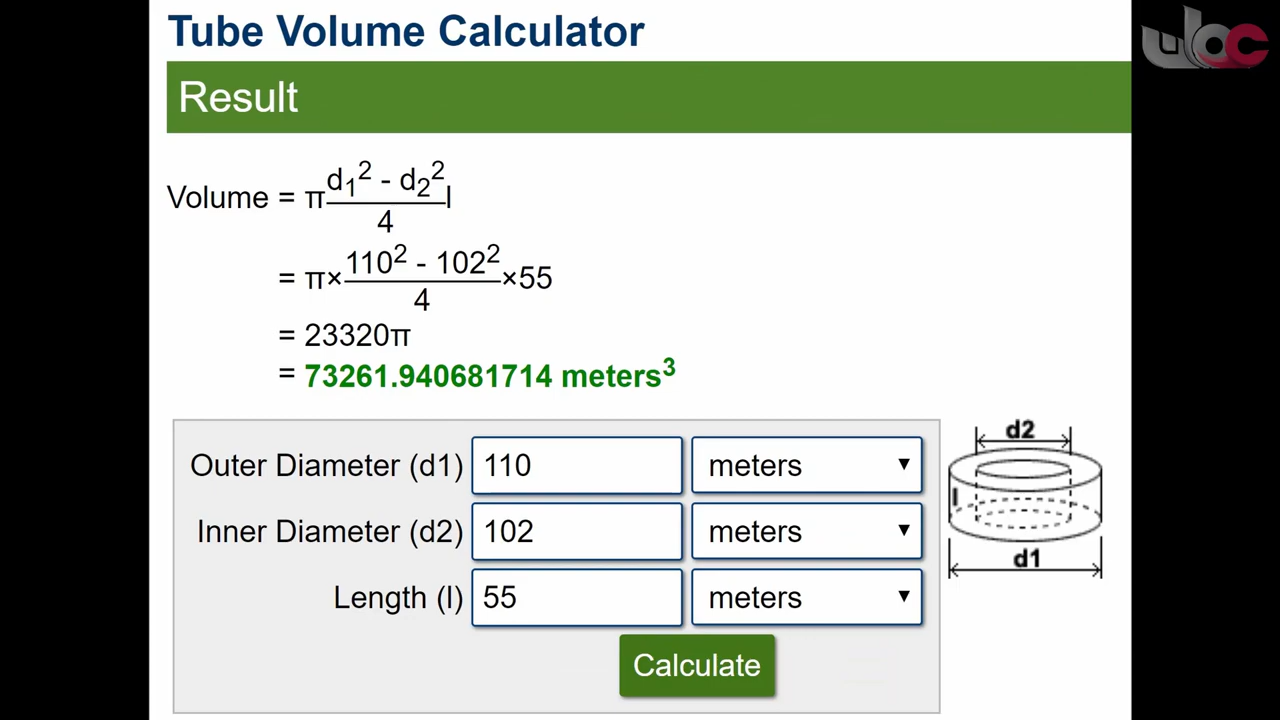 Tube Volume Calculator
ubc
Result
Volume = π(d₁² - d₂²)/4 l
= π×(110² - 102²)/4×55
= 23320π
= 73261.940681714 meters³
Outer Diameter (d1) 110 meters ▼
Inner Diameter (d2) 102 meters ▼
Length (l) 55 meters ▼
Calculate
d2
l
d1